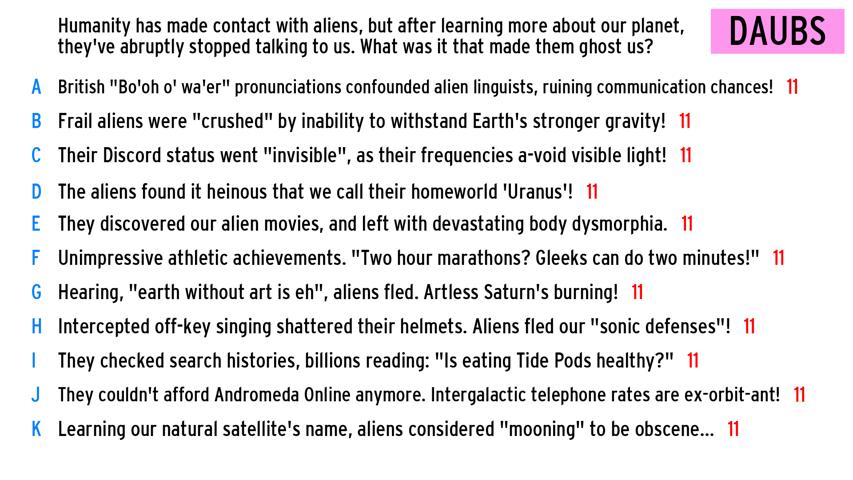 Humanity has made contact with aliens, but after learning more about our planet,
they've abruptly stopped talking to us. What was it that made them ghost us?
DAUBS
A British "Bo'oh o' wa'er" pronunciations confounded alien linguists, ruining communication chances! 11
B Frail aliens were "crushed" by inability to withstand Earth's stronger gravity! 11
C Their Discord status went "invisible", as their frequencies a-void visible light! 11
D The aliens found it heinous that we call their homeworld 'Uranus'! 11
E They discovered our alien movies, and left with devastating body dysmorphia. 11
F Unimpressive athletic achievements. "Two hour marathons? Gleeks can do two minutes!" 11
G Hearing, "earth without art is eh", aliens fled. Artless Saturn's burning! 11
H Intercepted off-key singing shattered their helmets. Aliens fled our "sonic defenses"! 11
I They checked search histories, billions reading: "Is eating Tide Pods healthy?" 11
J They couldn't afford Andromeda Online anymore. Intergalactic telephone rates are ex-orbit-ant! 11
K Learning our natural satellite's name, aliens considered "mooning" to be obscene... 11